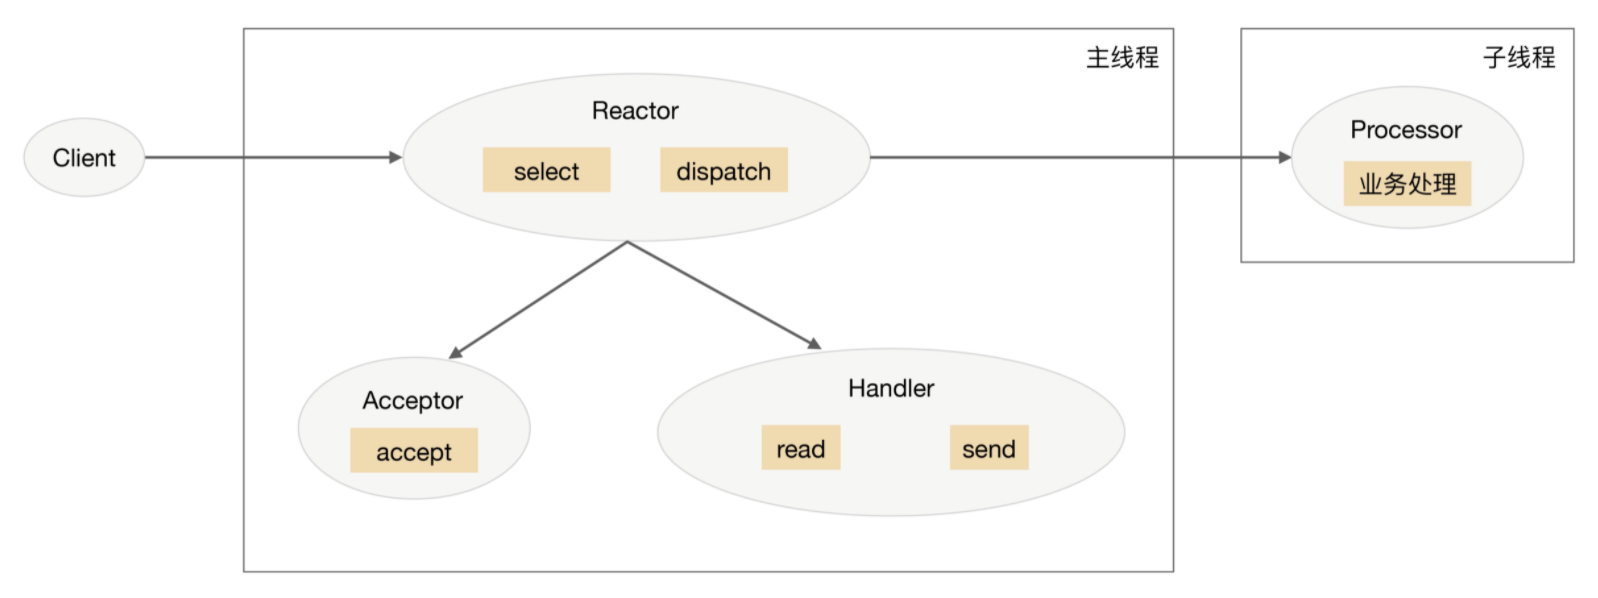 主线程
子线程
Client
Reactor
select
dispatch
Processor
业务处理
Acceptor
accept
Handler
read
send